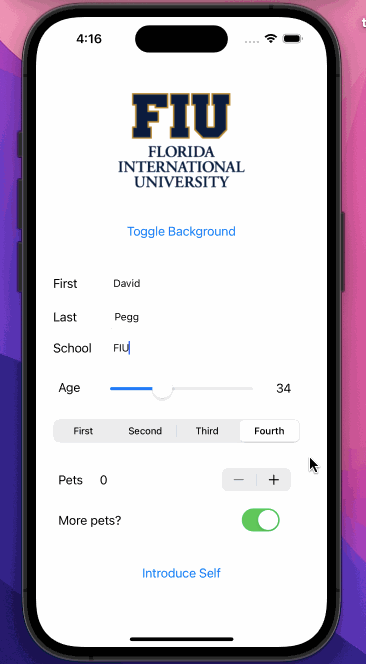 4:16
FIU
FLORIDA
INTERNATIONAL
UNIVERSITY
Toggle Background
First David
Last Pegg
School FIU
Age 34
First Second Third Fourth
Pets 0 − +
More pets?
Introduce Self